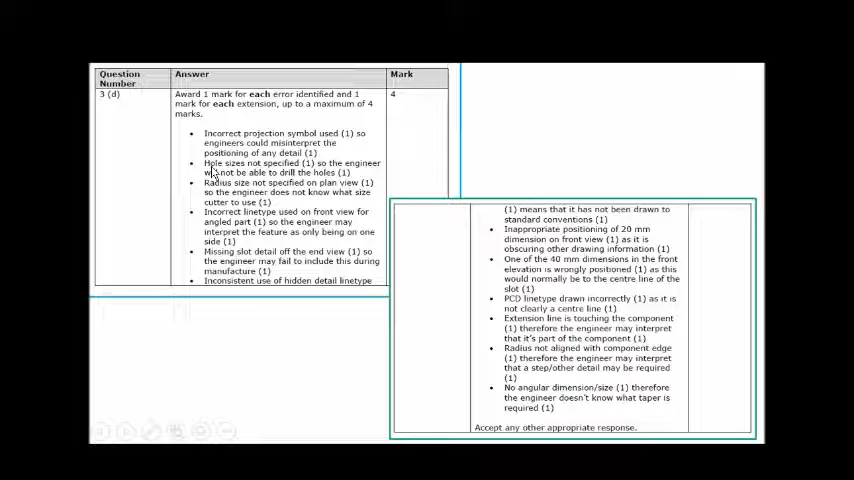 Question
Number
Answer
Mark
3 (d)
Award 1 mark for each error identified and 1
mark for each extension, up to a maximum of 4
marks.
4
• Incorrect projection symbol used (1) so
engineers could misinterpret the
positioning of any detail (1)
• Hole sizes not specified (1) so the engineer
not be able to drill the holes (1)
• Radius size not specified on plan view (1)
so the engineer does not know what size
cutter to use (1)
• Incorrect linetype used on front view for
angled part (1) so the engineer may
interpret the feature as only being on one
side (1)
• Missing slot detail off the end view (1) so
the engineer may fail to include this during
manufacture (1)
• Inconsistent use of hidden detail linetype
(1) means that it has not been drawn to
standard conventions (1)
• Inappropriate positioning of 20 mm
dimension on front view (1) as it is
obscuring other drawing information (1)
• One of the 40 mm dimensions in the front
elevation is wrongly positioned (1) as this
would normally be to the centre line of the
slot (1)
• PCD linetype drawn incorrectly (1) as it is
not clearly a centre line (1)
• Extension line is touching the component
(1) therefore the engineer may interpret
that it's part of the component (1)
• Radius not aligned with component edge
(1) therefore the engineer may interpret
that a step/other detail may be required
(1)
• No angular dimension/size (1) therefore
the engineer doesn't know what taper is
required (1)
Accept any other appropriate response.